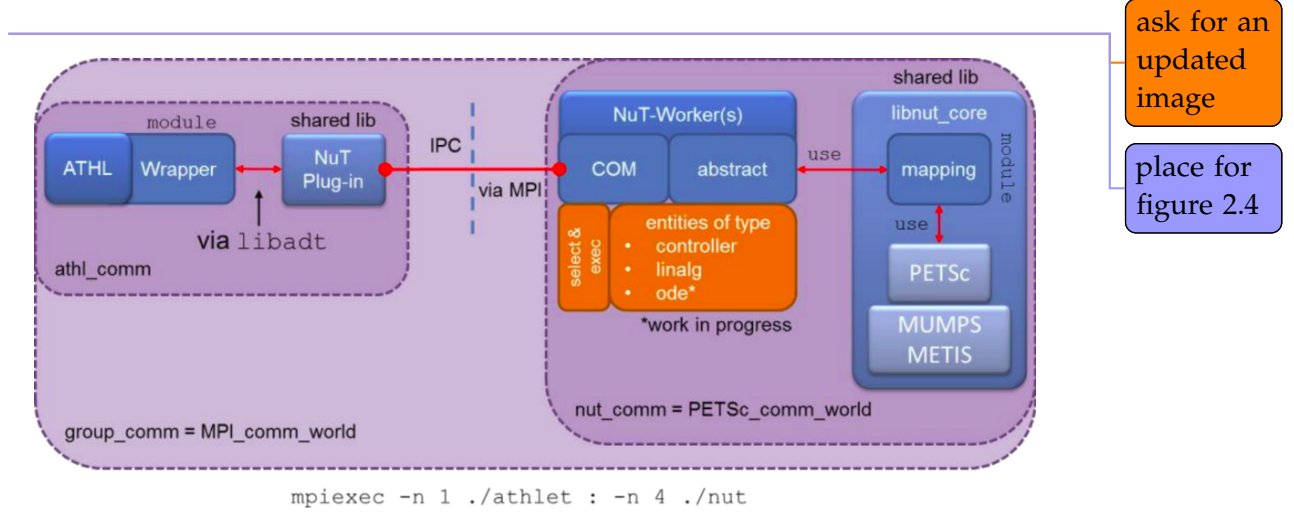 ask for an
updated
image
place for
figure 2.4
shared lib
libnut_core
mapping
module
use
PETSc
MUMPS
METIS
NuT-Worker(s)
COM
abstract
use
select &
exec
entities of type
• controller
• linalg
• ode*
*work in progress
nut_comm = PETSc_comm_world
IPC
via MPI
module
shared lib
ATHL
Wrapper
NuT
Plug-in
via libadt
athl_comm
group_comm = MPI_comm_world
mpiexec -n 1 ./athlet : -n 4 ./nut